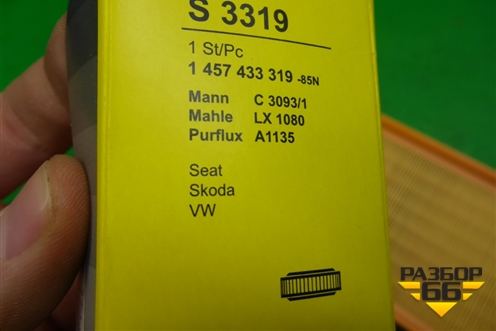 S 3319
1 St/Pc
1 457 433 319 -85N
Mann C 3093/1
Mahle LX 1080
Purflux A1135
Seat
Skoda
VW
РАЗБОР
66